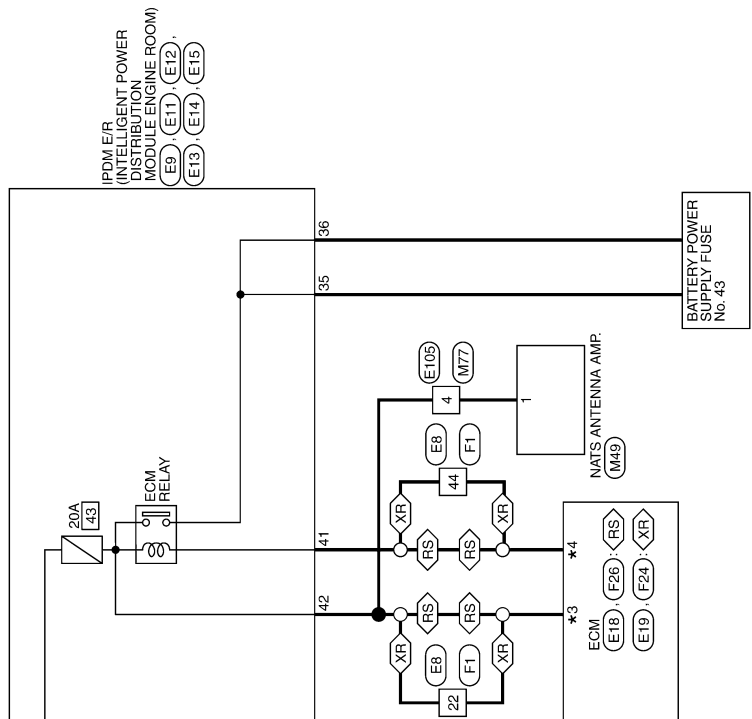 IPDM E/R
(INTELLIGENT POWER
DISTRIBUTION
MODULE ENGINE ROOM)
E9 , E11 , E12 ,
E13 , E14 , E15
36
35
BATTERY POWER
SUPPLY FUSE
No. 43
E105
M77
4
1
NATS ANTENNA AMP.
M49
20A
43
ECM
RELAY
41
42
E8
F1
44
XR
XR
RS
RS
*4
RS
RS
*3
XR
XR
E8
F1
22
ECM
E18 , F26 : RS
E19 , F24 : XR